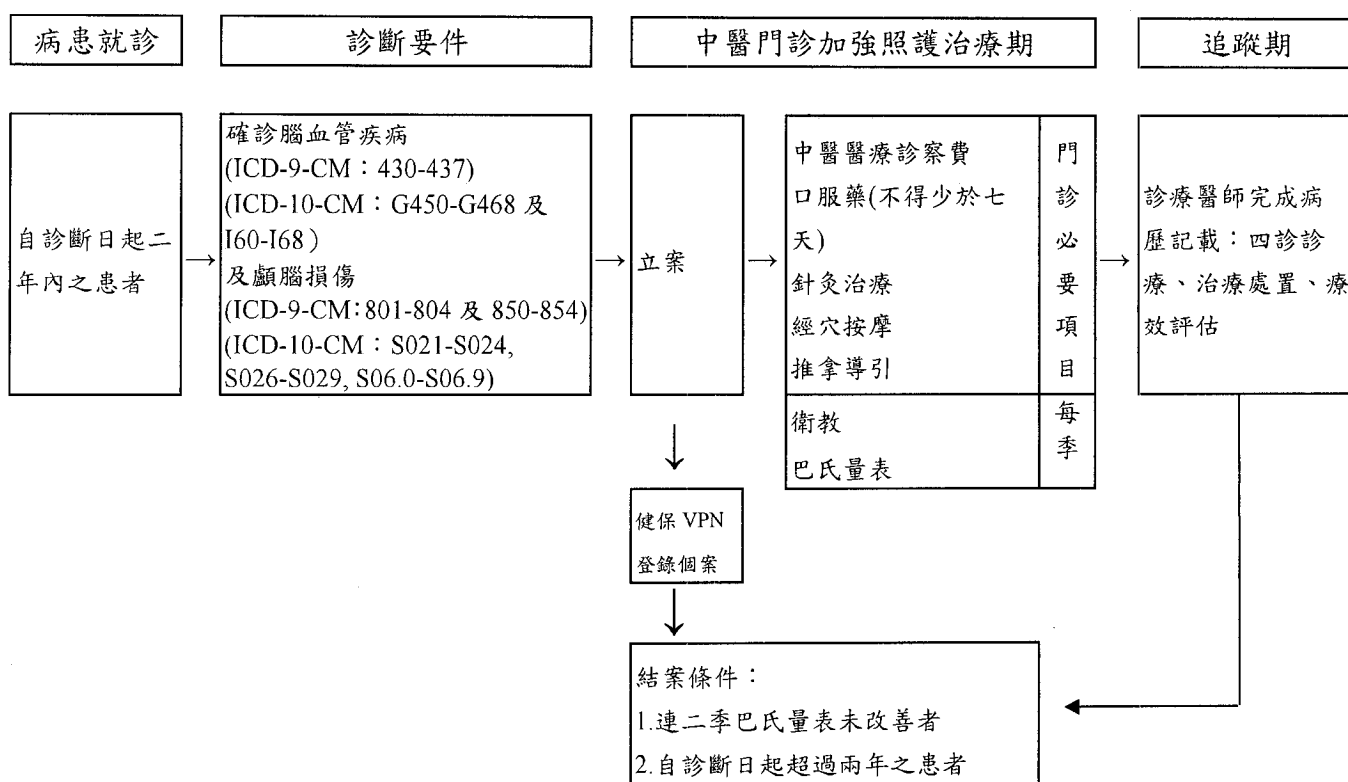 病患就診
診斷要件
中醫門診加強照護治療期
追蹤期
自診斷日起二
年內之患者
→
確診腦血管疾病
(ICD-9-CM：430-437)
(ICD-10-CM：G450-G468 及
I60-I68)
及顱腦損傷
(ICD-9-CM:801-804 及 850-854)
(ICD-10-CM：S021-S024,
S026-S029, S06.0-S06.9)
→
立案
→
中醫醫療診察費
口服藥(不得少於七
天)
針灸治療
經穴按摩
推拿導引
門診必要項目
衛教
巴氏量表
每季
→
診療醫師完成病
歷記載：四診診
療、治療處置、療
效評估
↓
健保 VPN
登錄個案
↓
結案條件：
1.連二季巴氏量表未改善者
2.自診斷日起超過兩年之患者